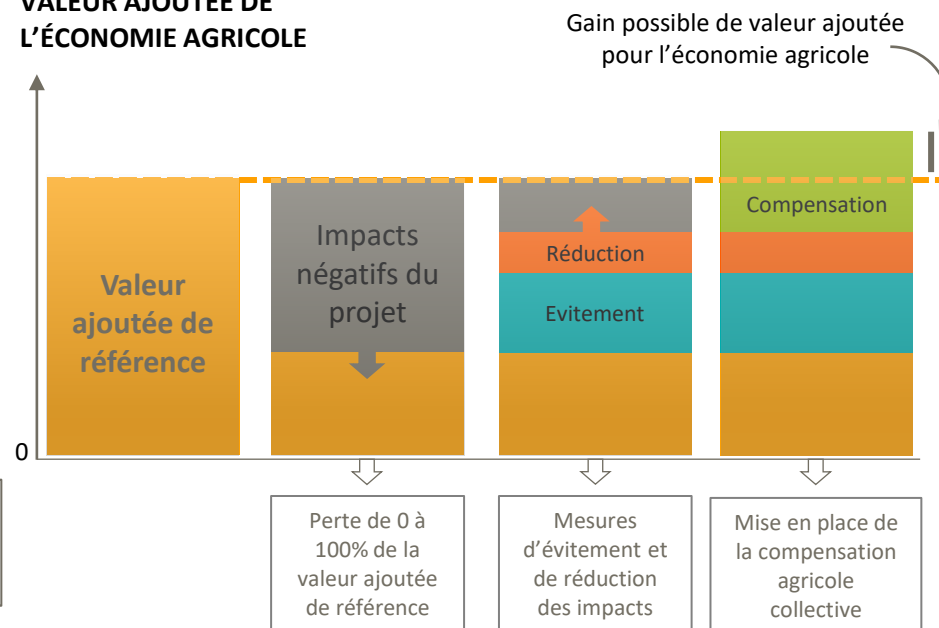 VALEUR AJOUTÉE DE
L'ÉCONOMIE AGRICOLE
Gain possible de valeur ajoutée
pour l'économie agricole
Valeur
ajoutée de
référence
Impacts
négatifs du
projet
Réduction
Evitement
Compensation
0
Perte de 0 à
100% de la
valeur ajoutée
de référence
Mesures
d'évitement et
de réduction
des impacts
Mise en place de
la compensation
agricole
collective